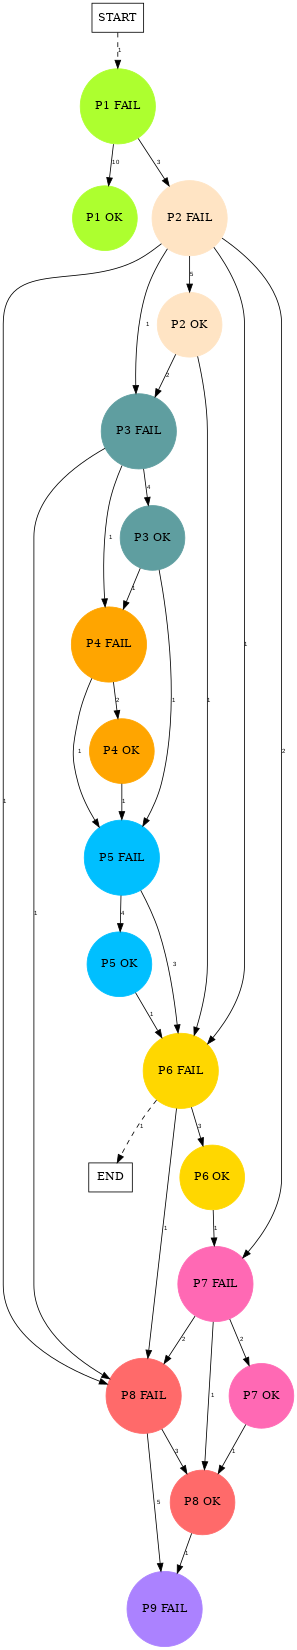 START
1
P1 FAIL
10
3
P1 OK
P2 FAIL
5
1
P2 OK
2
P3 FAIL
4
1
P3 OK
1
P4 FAIL
1
1
1
2
2
1
P4 OK
1
1
P5 FAIL
1
4
1
P5 OK
3
1
P6 FAIL
1
3
END
P6 OK
1
1
P7 FAIL
2
1
2
P8 FAIL
P7 OK
3
1
5
P8 OK
1
P9 FAIL